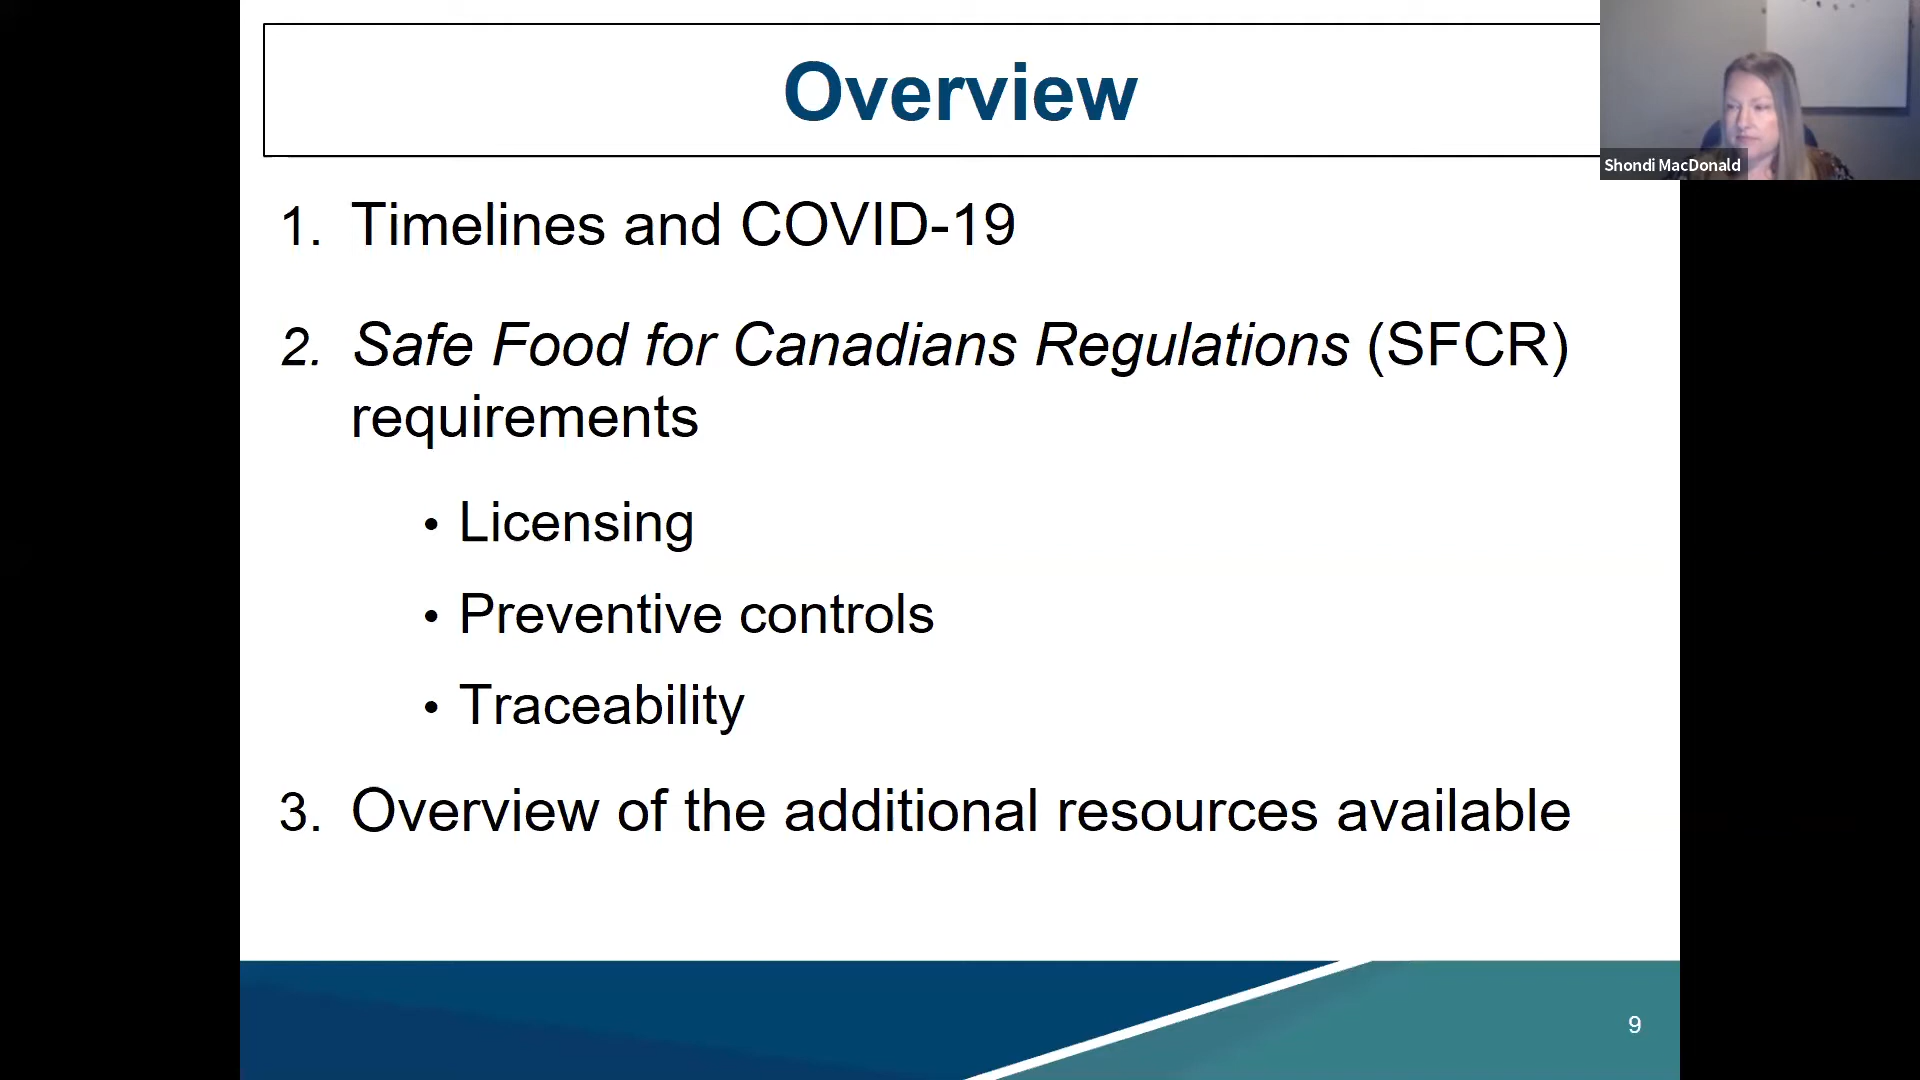 Overview
Shondi MacDonald
1. Timelines and COVID-19
2. Safe Food for Canadians Regulations (SFCR)
requirements
• Licensing
• Preventive controls
• Traceability
3. Overview of the additional resources available
9